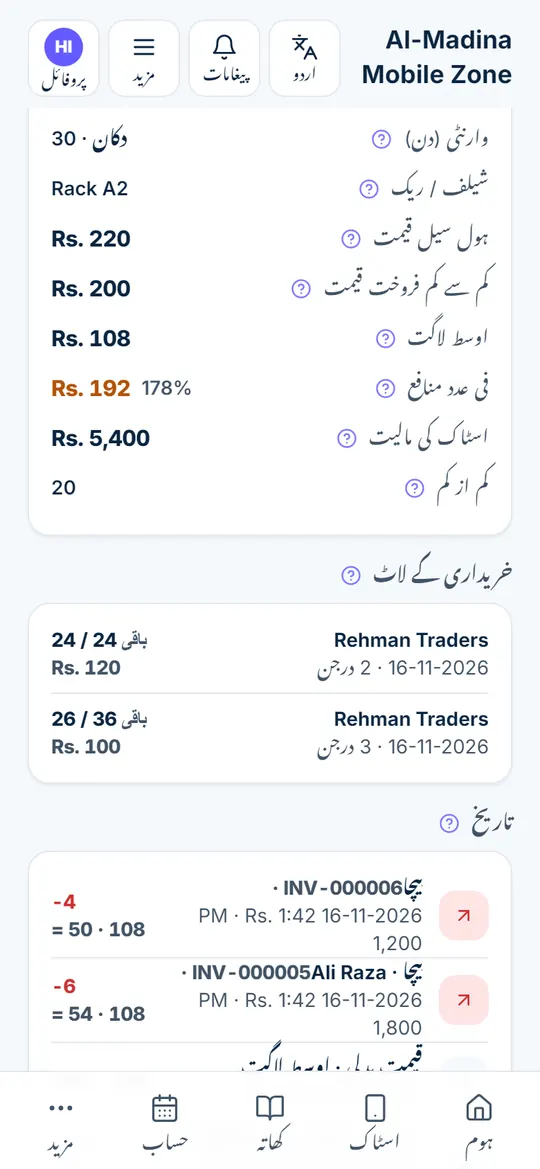 Al-Madina
Mobile Zone
اردو
پیغامات
مزید
HI
پروفائل
وارنٹی (دن) دکان · 30
شیلف / ریک Rack A2
ہول سیل قیمت Rs. 220
کم سے کم فروخت قیمت Rs. 200
اوسط لاگت Rs. 108
فی عدد منافع Rs. 192 178%
اسٹاک کی مالیت Rs. 5,400
کم از کم 20
خریداری کے لاٹ
Rehman Traders باقی 24 / 24
16-11-2026 · 2 درجن Rs. 120
Rehman Traders باقی 26 / 36
16-11-2026 · 3 درجن Rs. 100
تاریخ
بیچا INV-000006 · -4
16-11-2026 1:42 PM · Rs. = 50 · 108
1,200
بیچا · INV-000005 Ali Raza · -6
16-11-2026 1:42 PM · Rs. = 54 · 108
1,800
قیمت بدلی · اوسط لاگت
ہوم
اسٹاک
کھاتہ
حساب
مزید